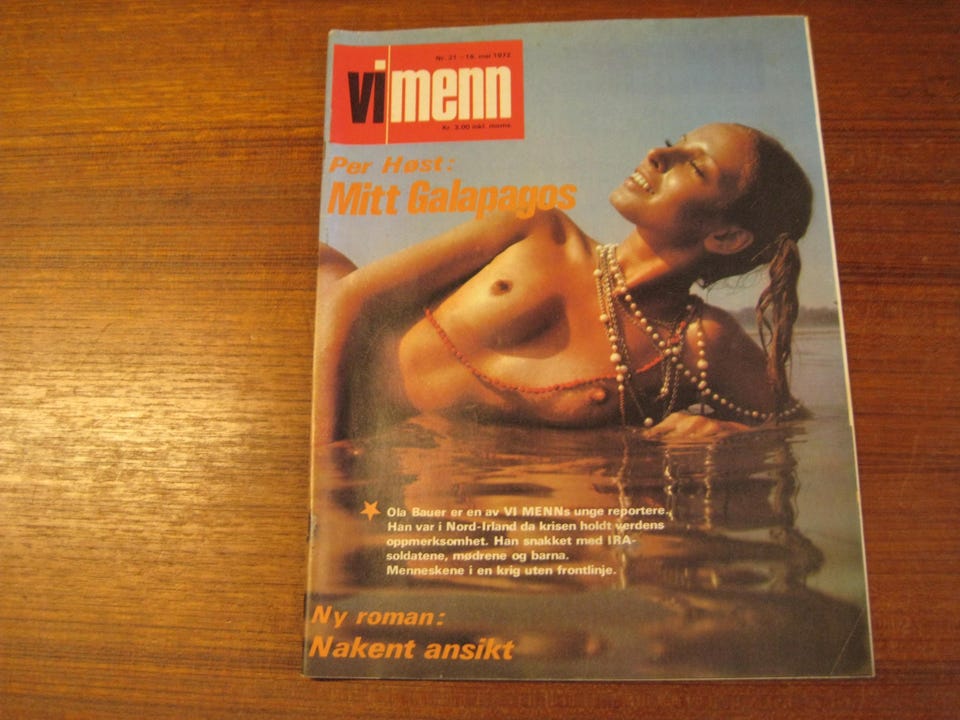 Nr. 21 - 16. mai 1972
vi menn
Kr. 3,00 inkl. moms.
Per Høst:
Mitt Galapagos
Ola Bauer er en av VI MENNs unge reportere.
Han var i Nord-Irland da krisen holdt verdens
oppmerksomhet. Han snakket med IRA-
soldatene, mødrene og barna.
Menneskene i en krig uten frontlinje.
Ny roman:
Nakent ansikt